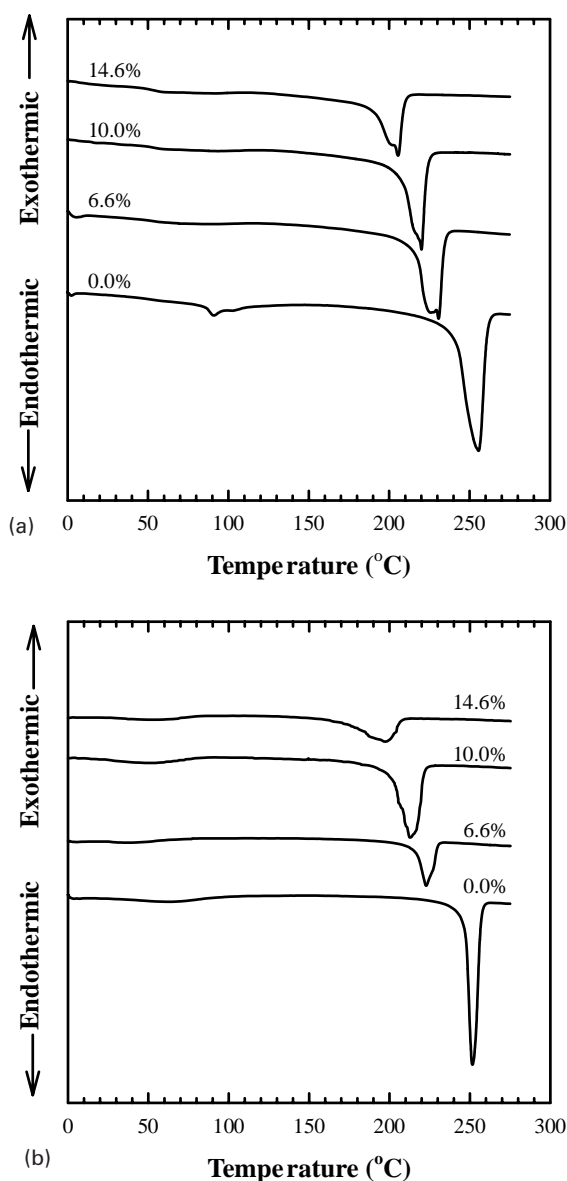 Exothermic
Endothermic
14.6%
10.0%
6.6%
0.0%
(a)
0 50 100 150 200 250 300
Temperature (°C)
Exothermic
Endothermic
14.6%
10.0%
6.6%
0.0%
0 50 100 150 200 250 300
(b)
Temperature (°C)